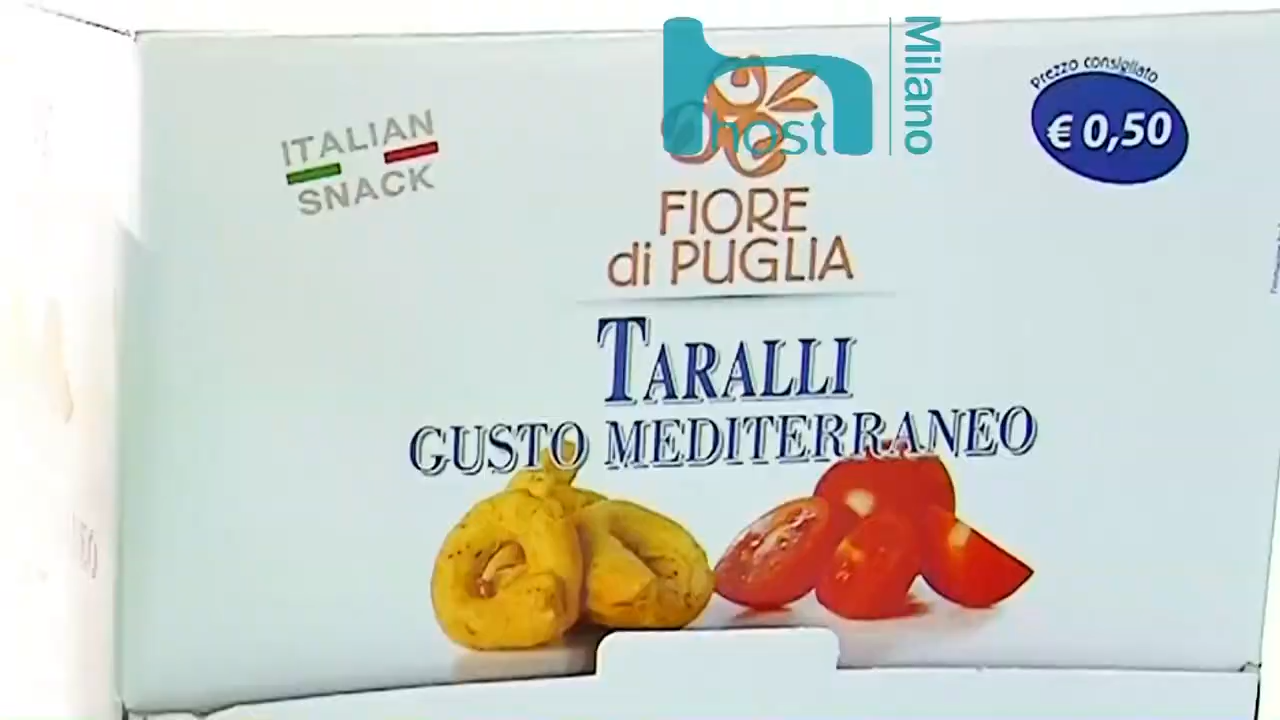 host
Milano
Prezzo consigliato
€ 0,50
ITALIAN
SNACK
FIORE
di PUGLIA
TARALLI
GUSTO MEDITERRANEO